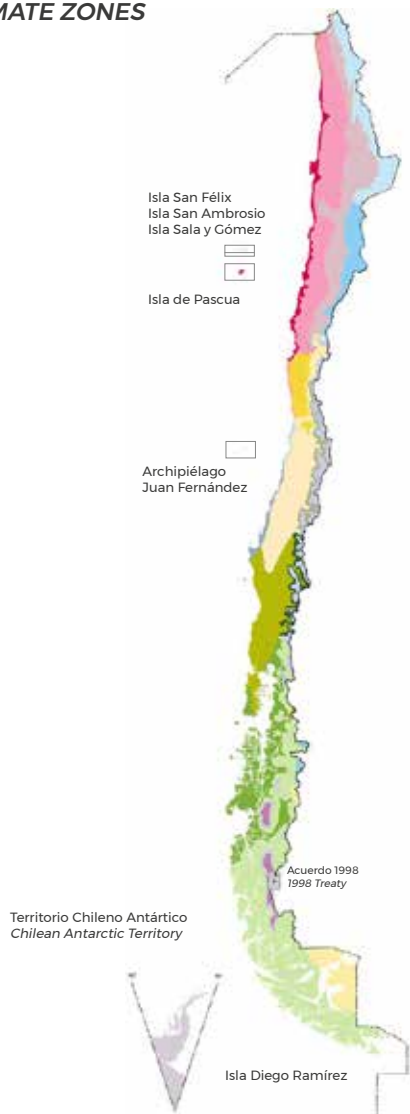 MATE ZONES
Isla San Félix
Isla San Ambrosio
Isla Sala y Gómez
Isla de Pascua
Archipiélago
Juan Fernández
Acuerdo 1998
1998 Treaty
Territorio Chileno Antártico
Chilean Antarctic Territory
Isla Diego Ramírez